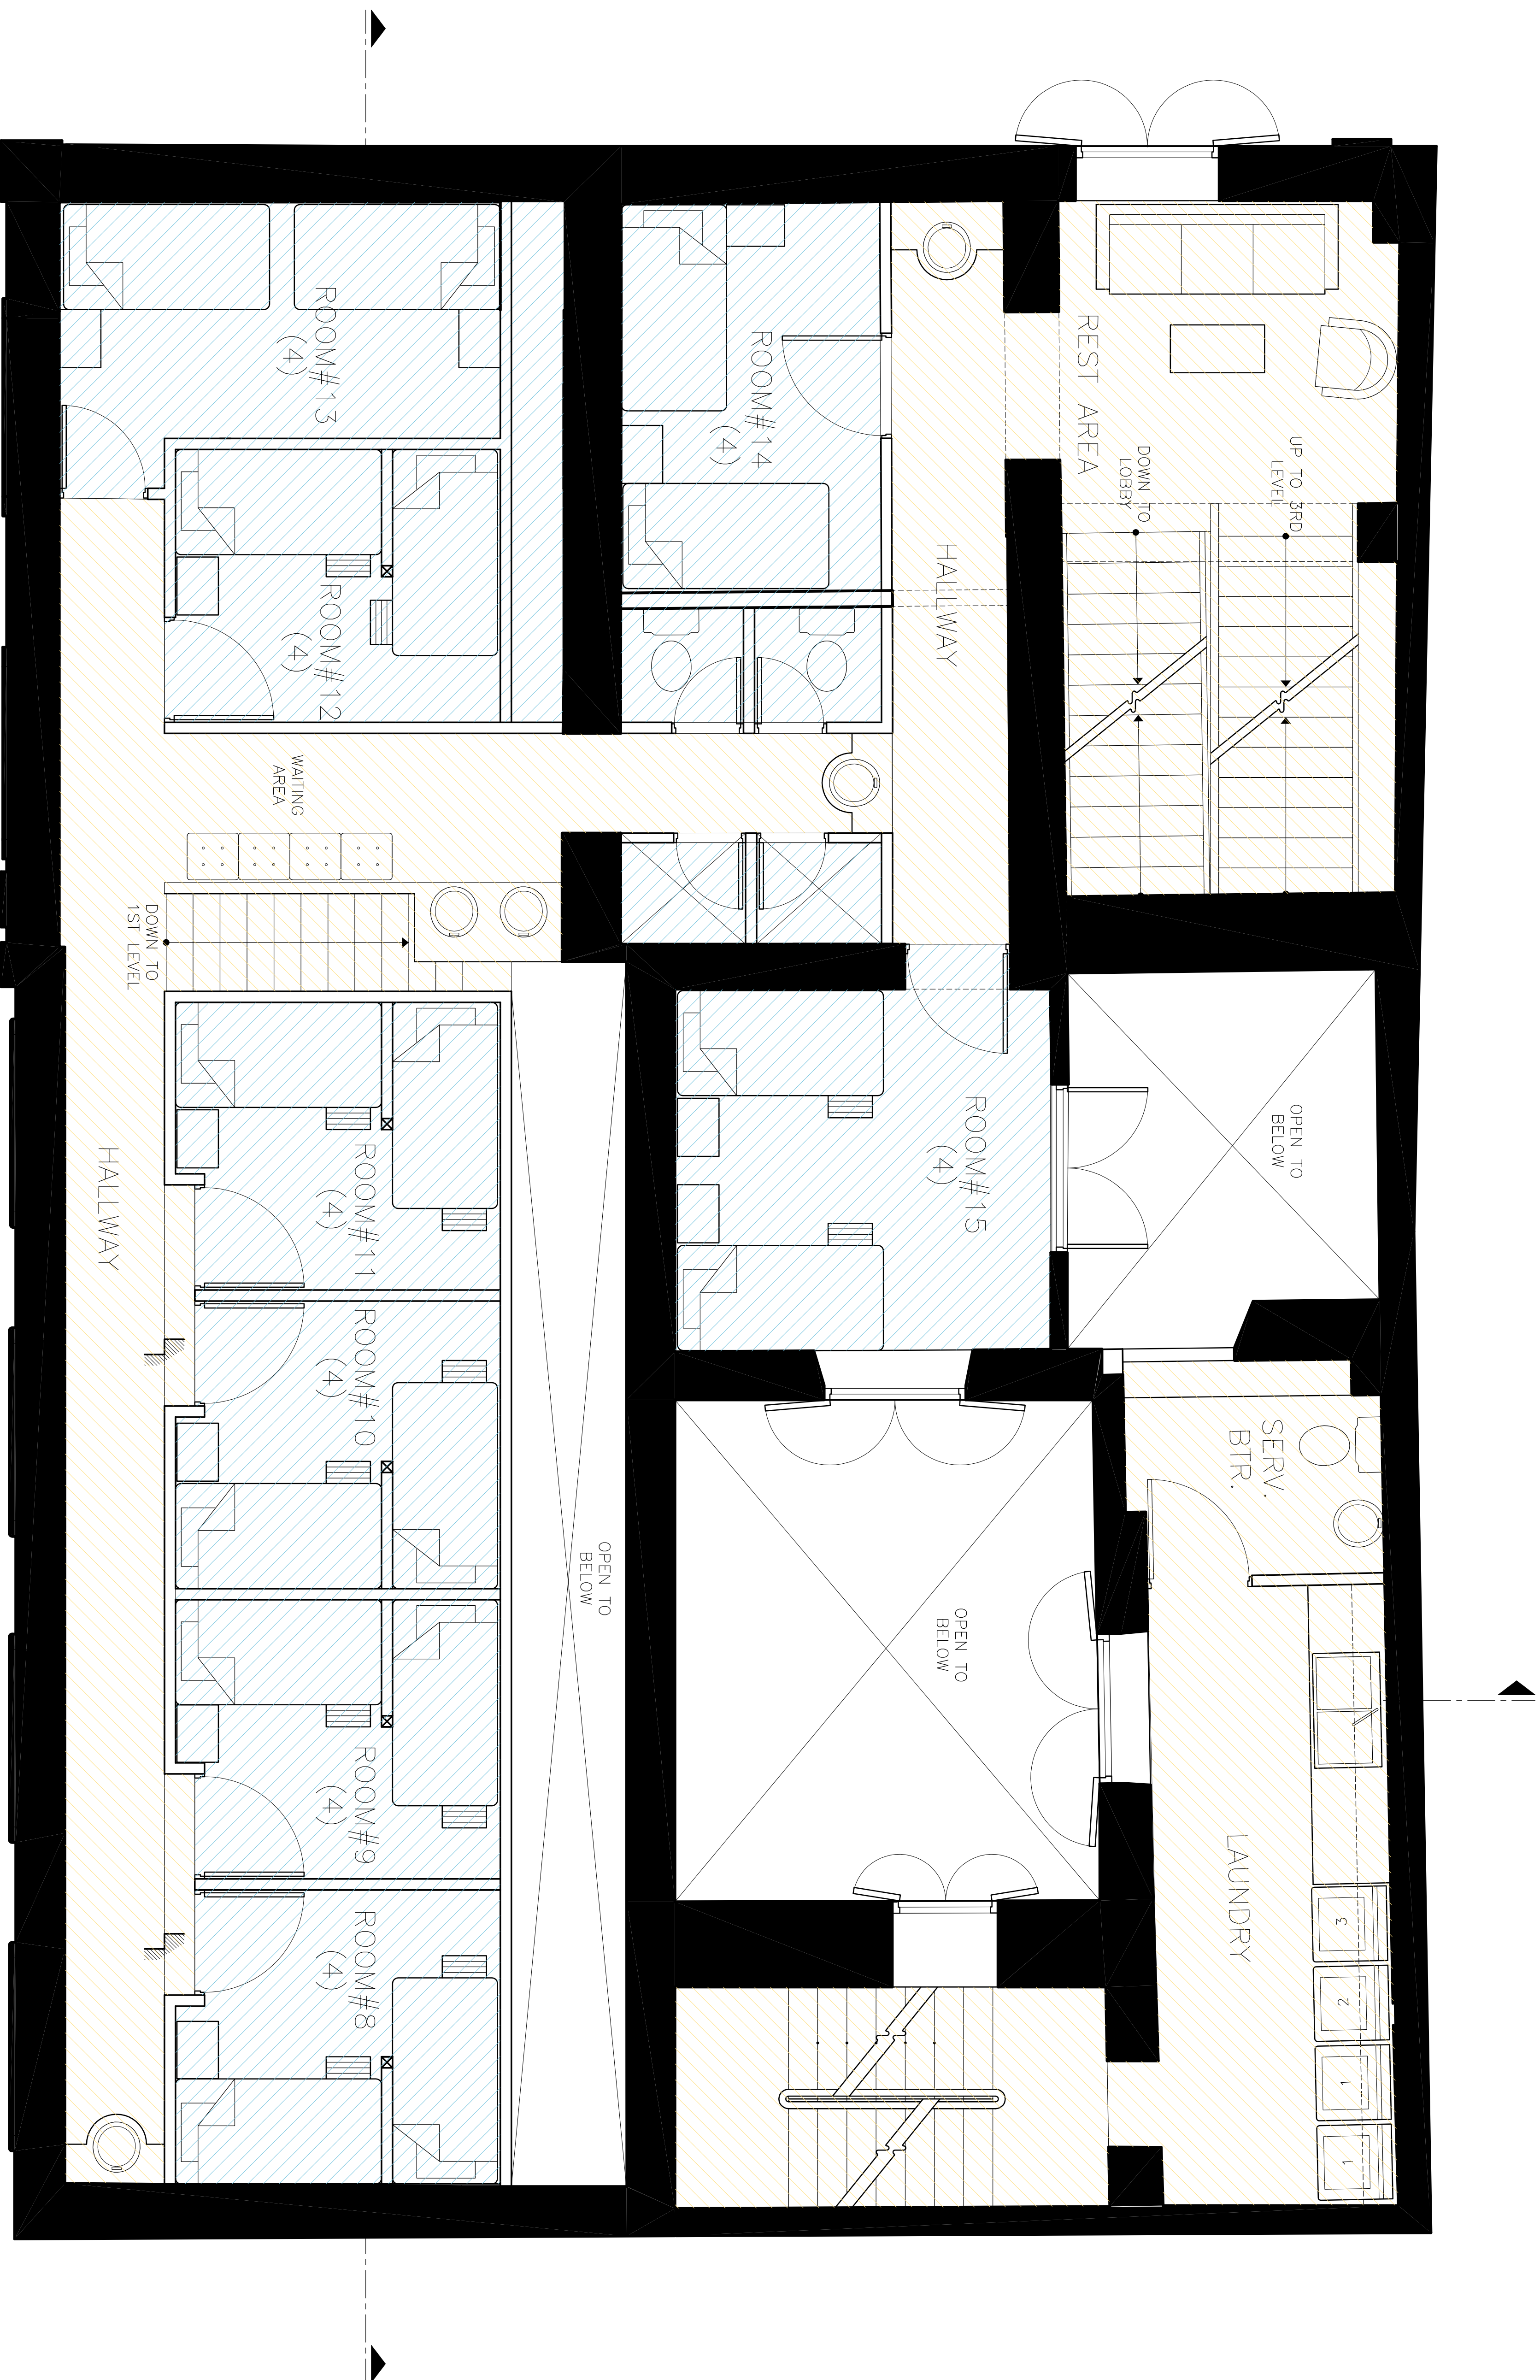 REST AREA
UP TO 3RD
LEVEL
DOWN TO
LOBBY
HALLWAY
ROOM#14
(4)
ROOM#13
(4)
ROOM#12
(4)
WAITING
AREA
DOWN TO
1ST LEVEL
OPEN TO
BELOW
ROOM#15
(4)
HALLWAY
ROOM#11
(4)
ROOM#10
(4)
ROOM#9
(4)
ROOM#8
(4)
OPEN TO
BELOW
OPEN TO
BELOW
SERV.
BTR.
LAUNDRY
3
2
1
1